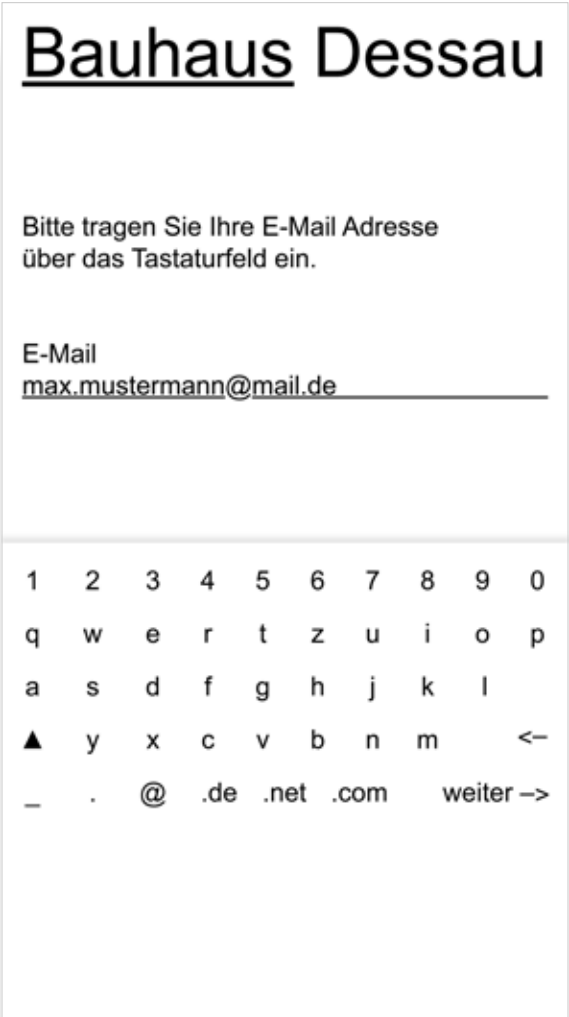 Bauhaus Dessau
Bitte tragen Sie Ihre E-Mail Adresse
über das Tastaturfeld ein.
E-Mail
max.mustermann@mail.de
1 2 3 4 5 6 7 8 9 0
q w e r t z u i o p
a s d f g h j k l
▲ y x c v b n m <–
_ . @ .de .net .com weiter –>